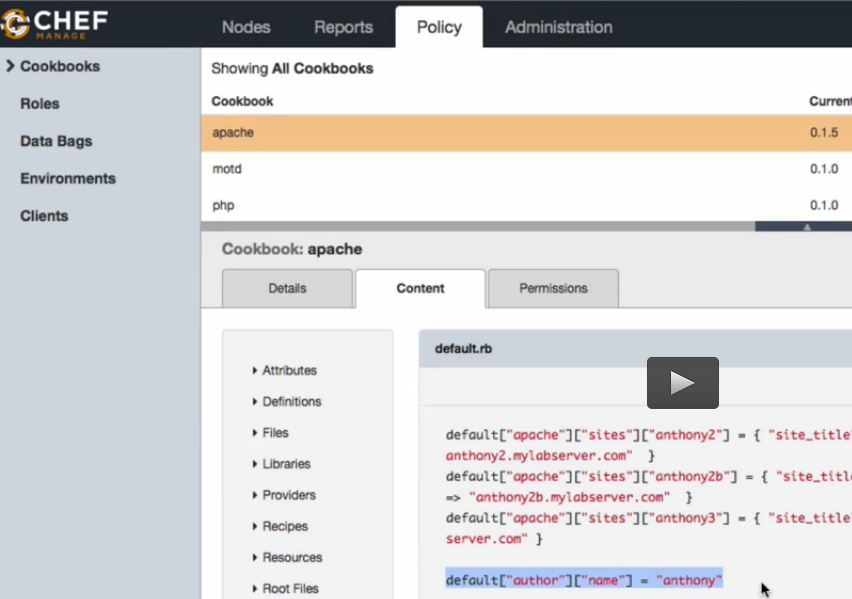 CHEF
MANAGE
Nodes Reports Policy Administration
Cookbooks
Roles
Data Bags
Environments
Clients
Showing All Cookbooks
Cookbook Current
apache 0.1.5
motd 0.1.0
php 0.1.0
Cookbook: apache
Details Content Permissions
Attributes
Definitions
Files
Libraries
Providers
Recipes
Resources
Root Files
default.rb
default["apache"]["sites"]["anthony2"] = { "site_title"
anthony2.mylabserver.com" }
default["apache"]["sites"]["anthony2b"] = { "site_title
=> "anthony2b.mylabserver.com" }
default["apache"]["sites"]["anthony3"] = { "site_title"
server.com" }
default["author"]["name"] = "anthony"